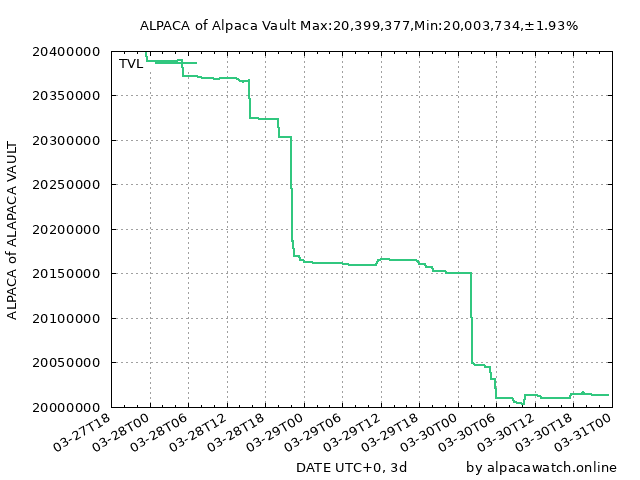 ALPACA of Alpaca Vault Max:20,399,377,Min:20,003,734,±1.93%
20400000
TVL
20350000
20300000
20250000
20200000
20150000
20100000
20050000
20000000
ALPACA of ALAPACA VAULT
03-27T18
03-28T00
03-28T06
03-28T12
03-28T18
03-29T00
03-29T06
03-29T12
03-29T18
03-30T00
03-30T06
03-30T12
03-30T18
03-31T00
DATE UTC+0, 3d
by alpacawatch.online